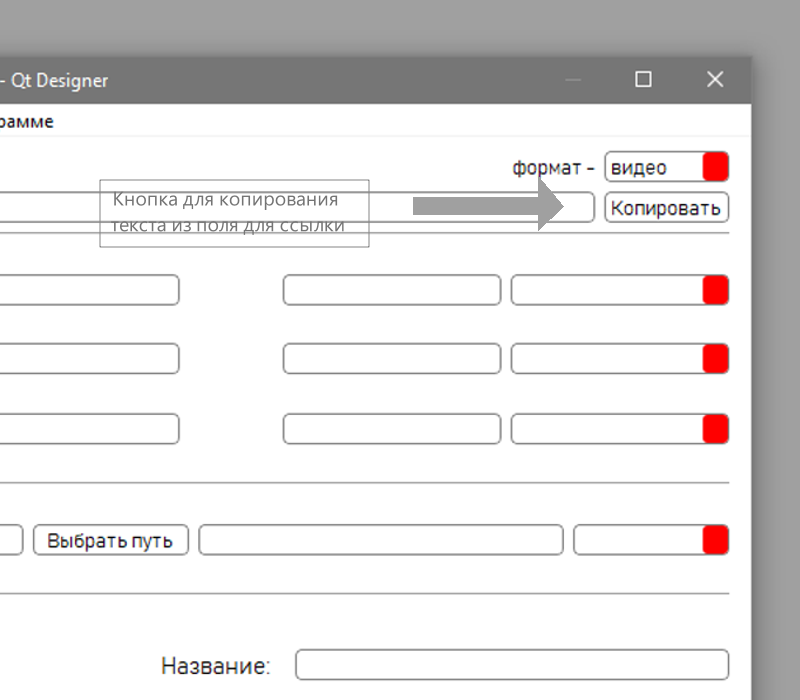 - Qt Designer
рамме
формат -
видео
Кнопка для копирования
текста из поля для ссылки
Копировать
Выбрать путь
Название: